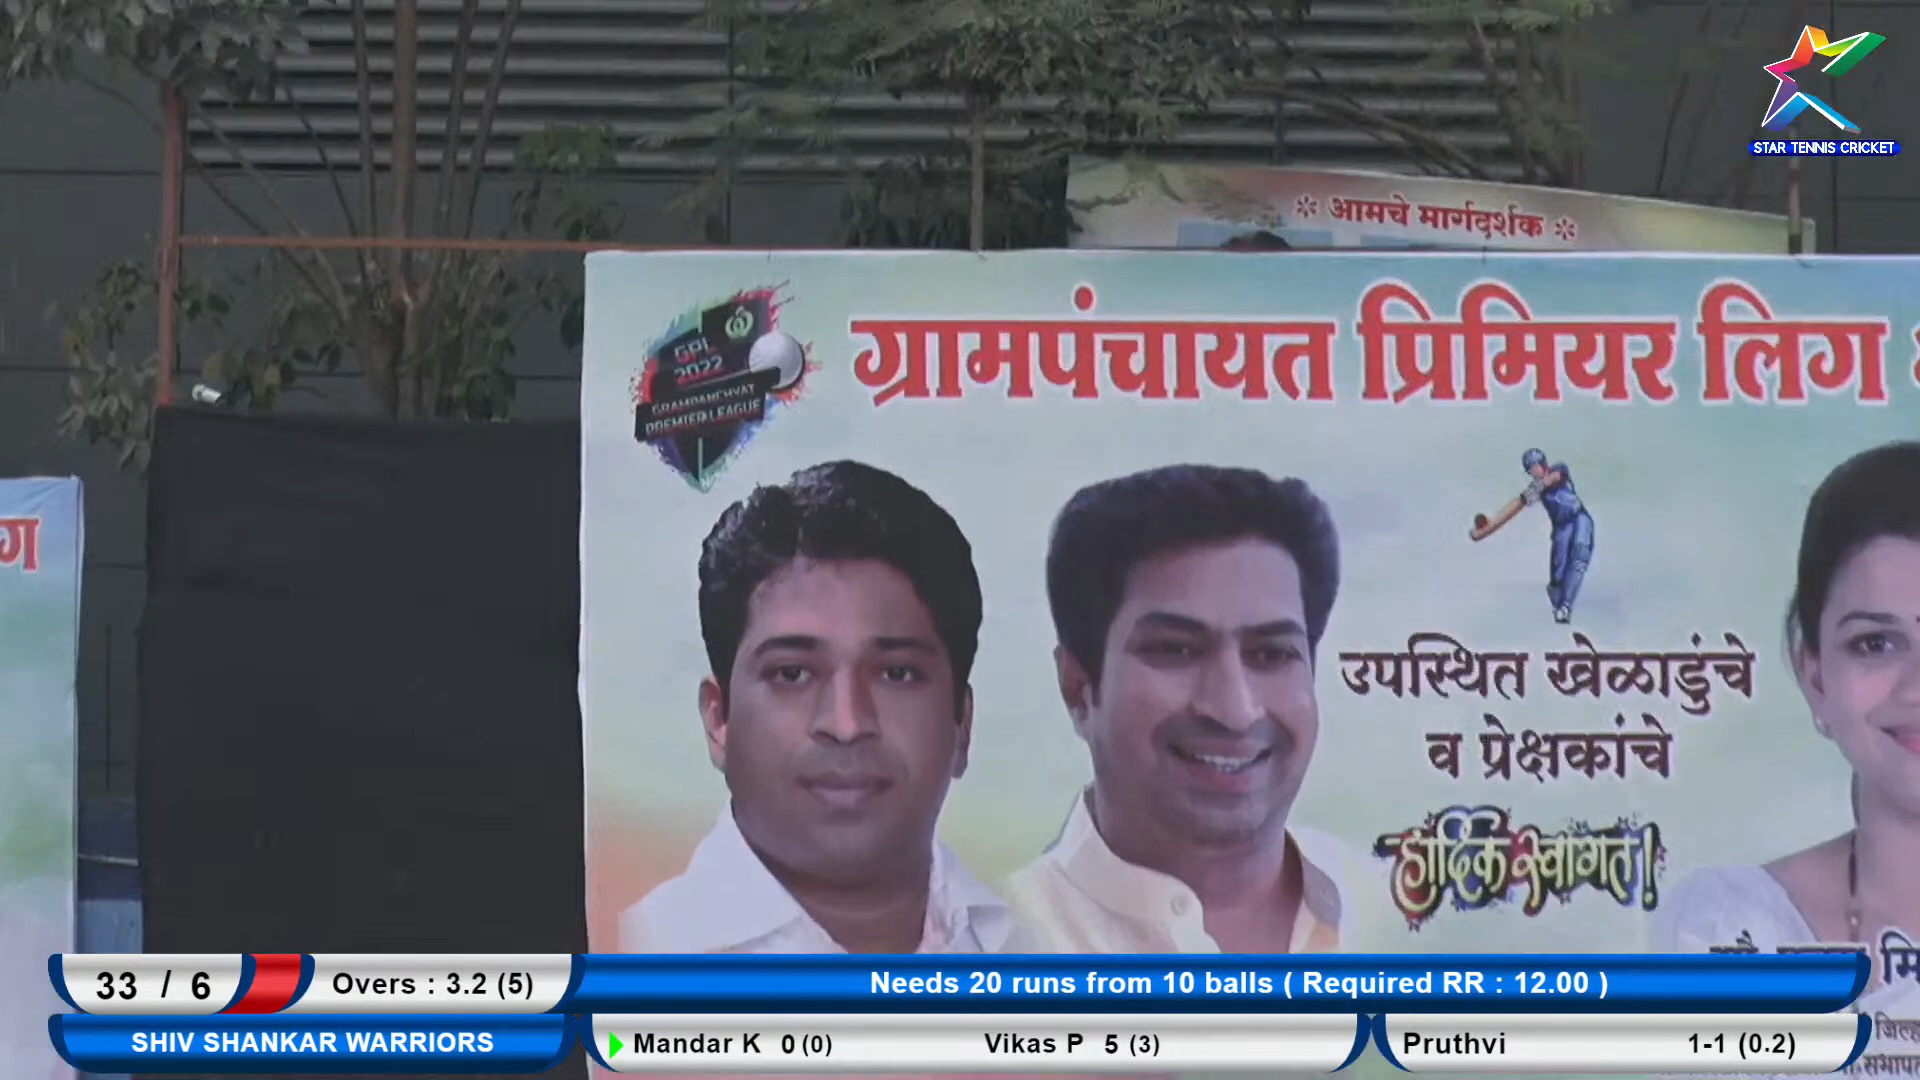 STAR TENNIS CRICKET
❊ आमचे मार्गदर्शक ❊
GPL
2022
GRAMPANCHYAT
PREMIER LEAGUE
ग्रामपंचायत प्रिमियर लिग
ग
उपस्थित खेळाडुंचे
व प्रेक्षकांचे
हार्दिक स्वागत!
33 / 6
Overs : 3.2 (5)
Needs 20 runs from 10 balls ( Required RR : 12.00 )
SHIV SHANKAR WARRIORS
Mandar K 0 (0)
Vikas P 5 (3)
Pruthvi 1-1 (0.2)